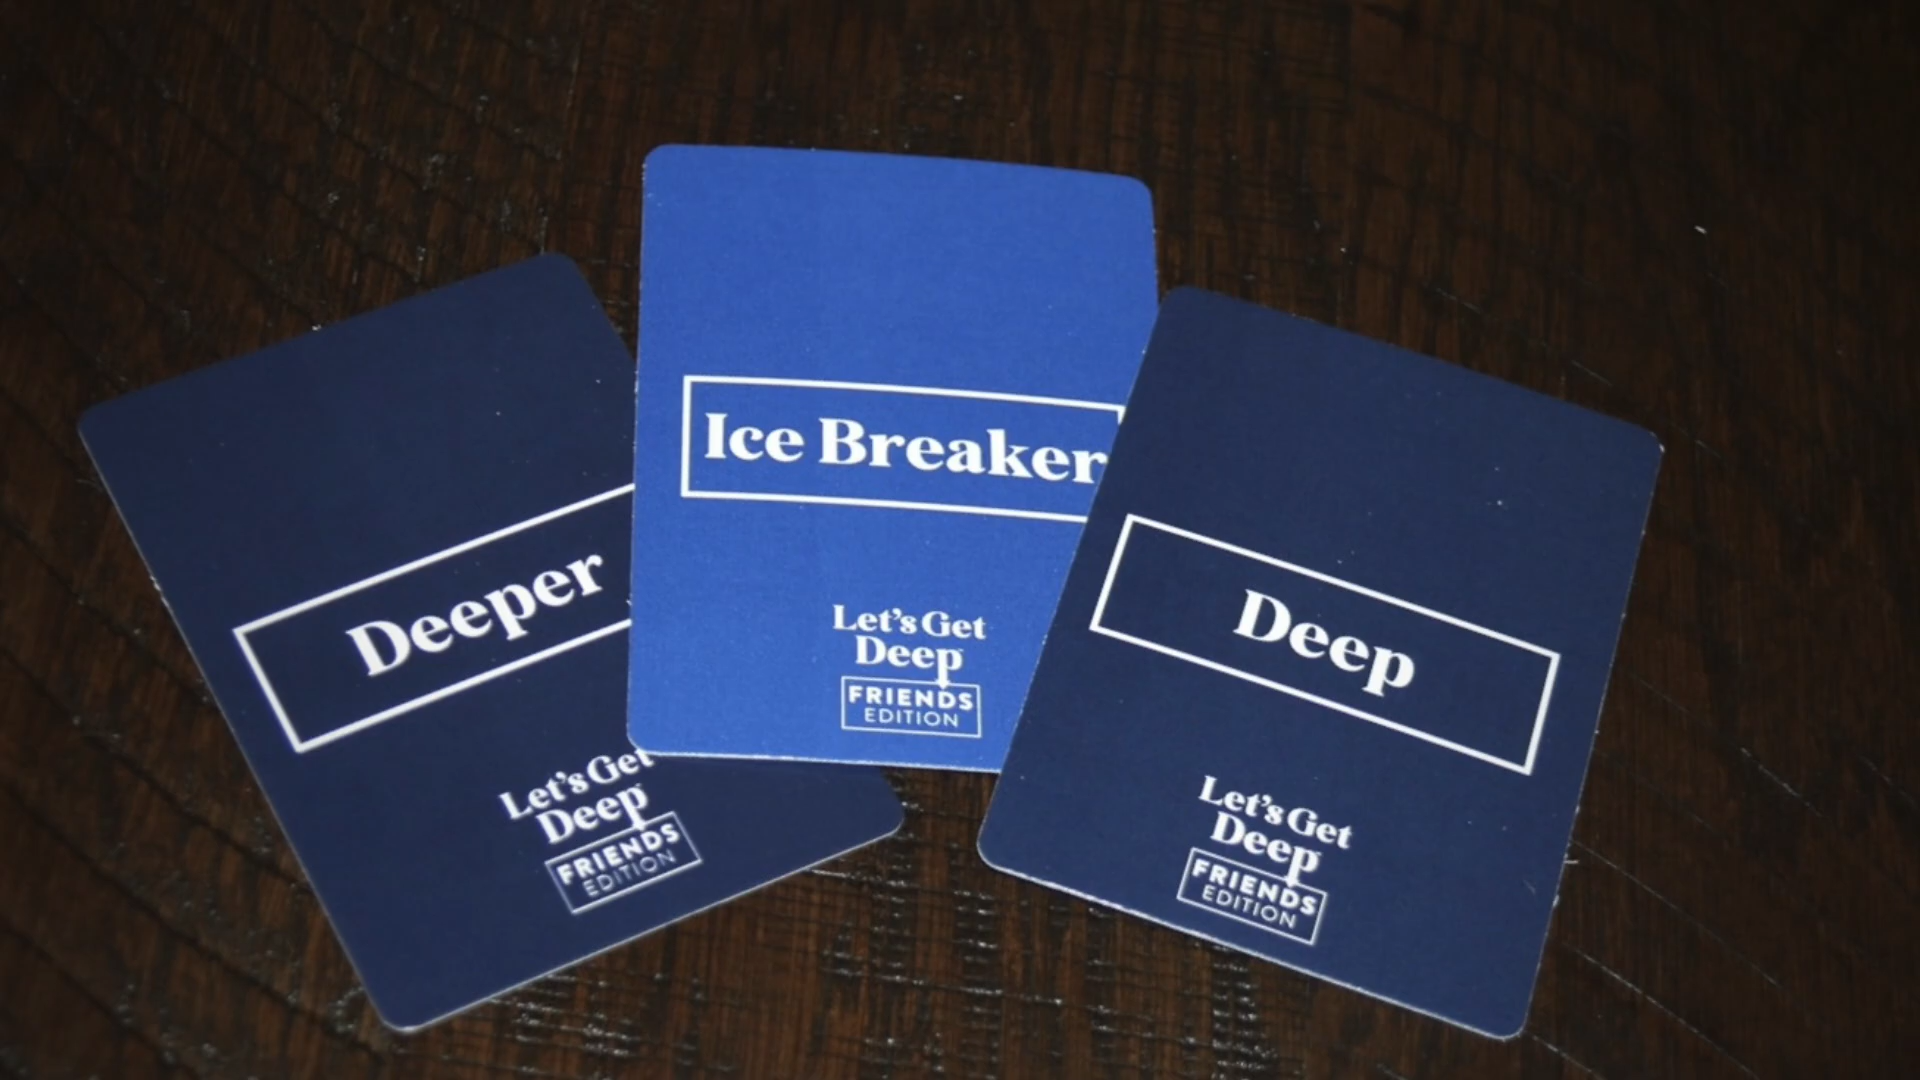 Deeper
Let's Get
Deep
FRIENDS
EDITION
Ice Breaker
Let's Get
Deep
FRIENDS
EDITION
Deep
Let's Get
Deep
FRIENDS
EDITION